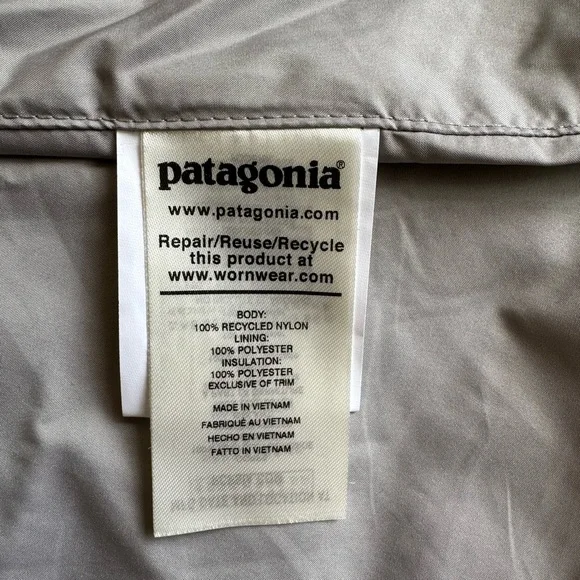 patagonia®
www.patagonia.com
Repair/Reuse/Recycle
this product at
www.wornwear.com
BODY:
100% RECYCLED NYLON
LINING:
100% POLYESTER
INSULATION:
100% POLYESTER
EXCLUSIVE OF TRIM
MADE IN VIETNAM
FABRIQUÉ AU VIETNAM
HECHO EN VIETNAM
FATTO IN VIETNAM